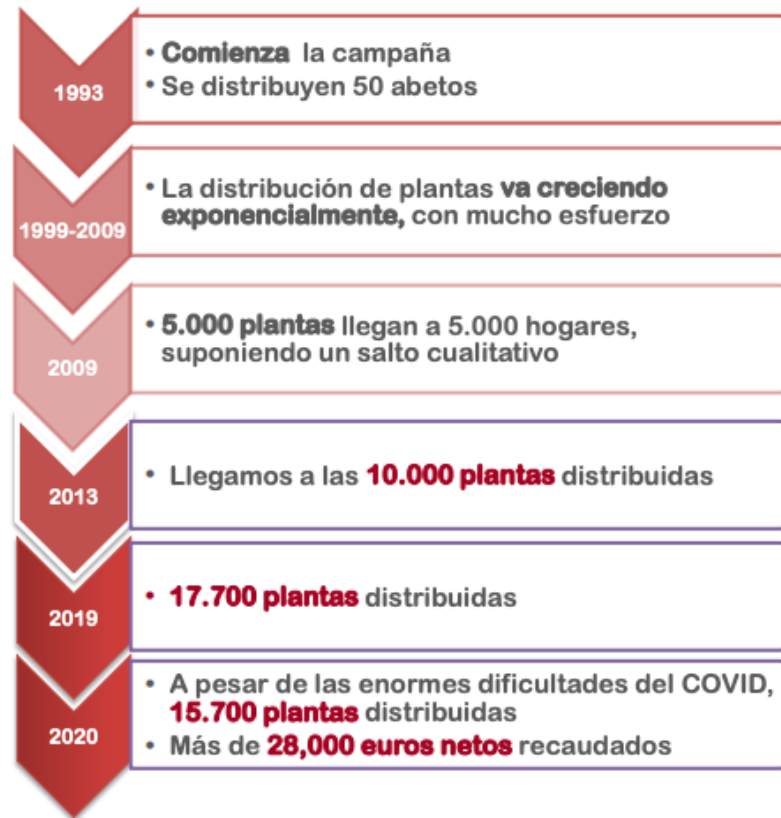 1993
• Comienza la campaña
• Se distribuyen 50 abetos
1999-2009
• La distribución de plantas va creciendo
exponencialmente, con mucho esfuerzo
2009
• 5.000 plantas llegan a 5.000 hogares,
suponiendo un salto cualitativo
2013
• Llegamos a las 10.000 plantas distribuidas
2019
• 17.700 plantas distribuidas
2020
• A pesar de las enormes dificultades del COVID,
15.700 plantas distribuidas
• Más de 28,000 euros netos recaudados